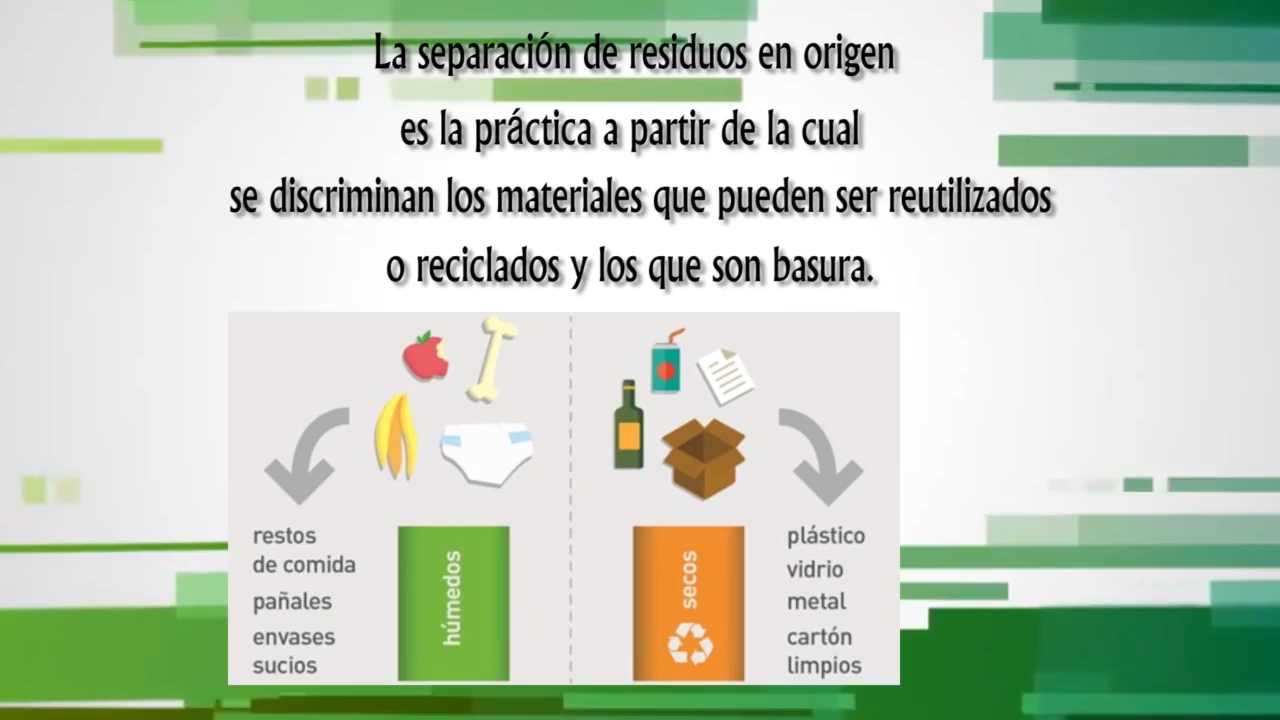 La separación de residuos en origen
es la práctica a partir de la cual
se discriminan los materiales que pueden ser reutilizados
o reciclados y los que son basura.
restos
de comida
pañales
envases
sucios
húmedos
secos
plástico
vidrio
metal
cartón
limpios